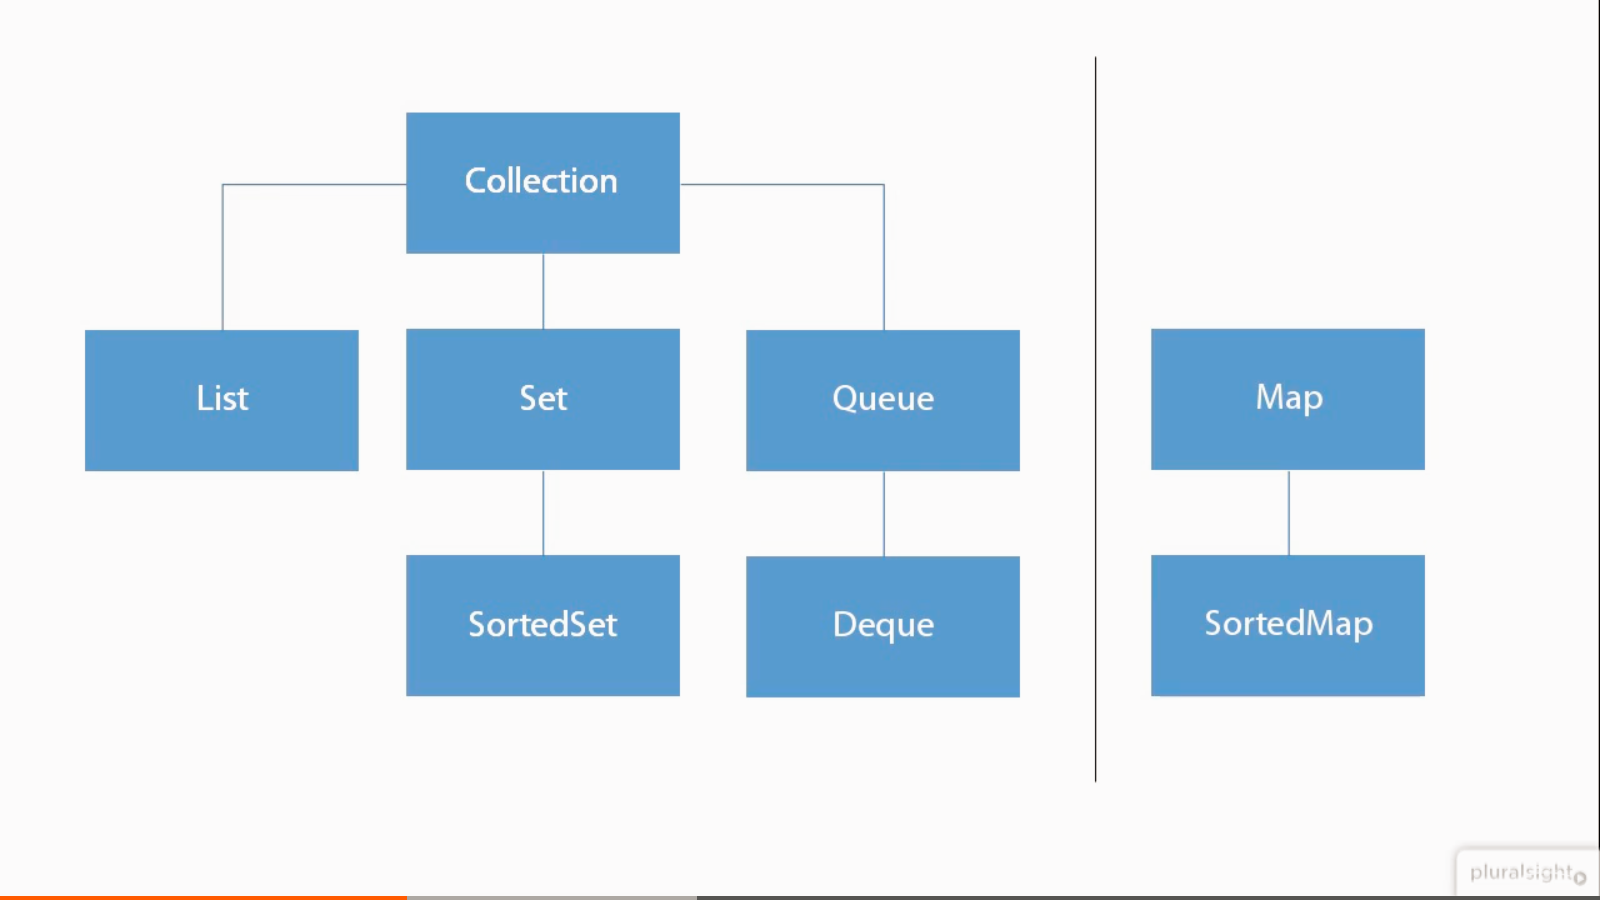 Collection
List
Set
Queue
Map
SortedSet
Deque
SortedMap
pluralsight